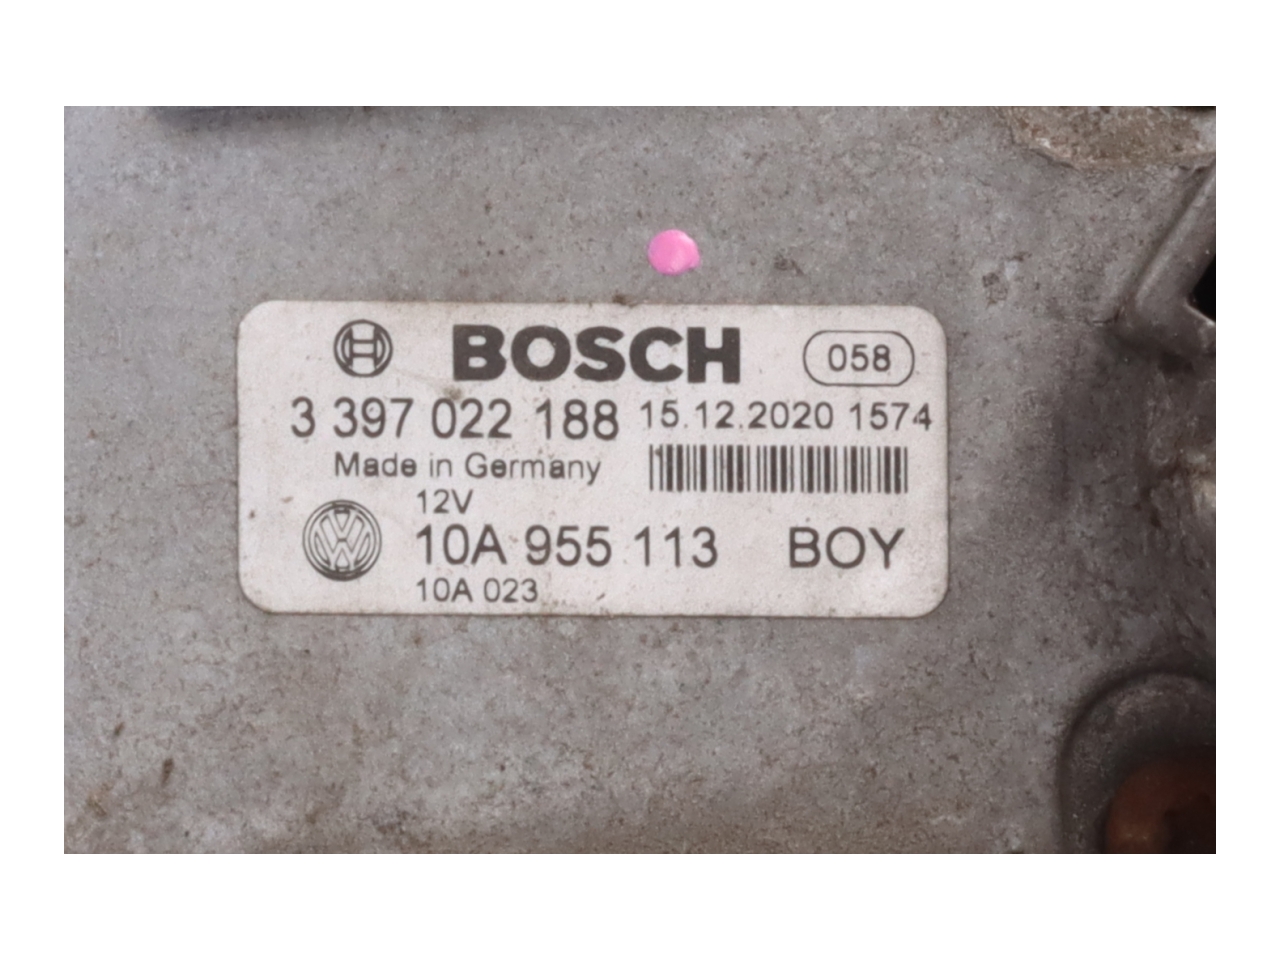 BOSCH 058
3 397 022 188 15.12.2020 1574
Made in Germany
12V
10A 955 113 BOY
10A 023